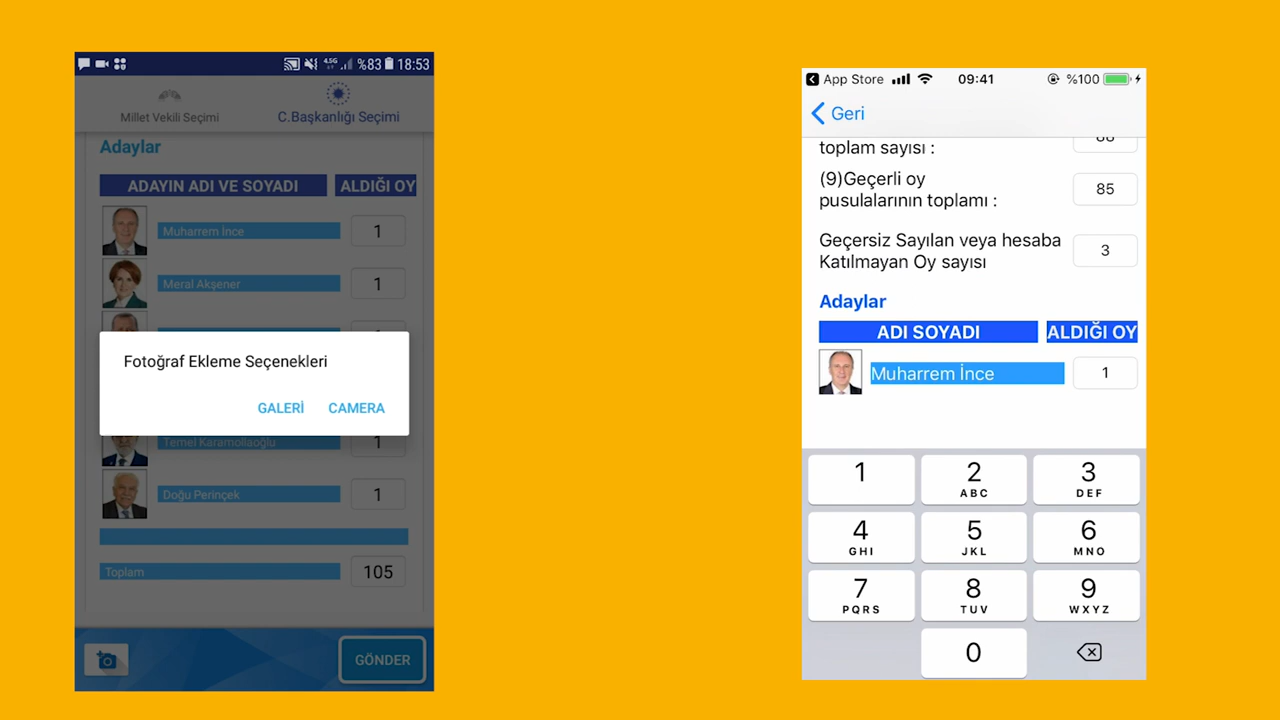 4,5G %83 18:53
Millet Vekili Seçimi
C.Başkanlığı Seçimi
Adaylar
ADAYIN ADI VE SOYADI ALDIĞI OY
Muharrem İnce 1
Meral Akşener 1
Fotoğraf Ekleme Seçenekleri
GALERİ CAMERA
Temel Karamollaoğlu 1
Doğu Perinçek 1
Toplam 105
GÖNDER
App Store 09:41 %100
Geri
toplam sayısı :
(9)Geçerli oy
pusulalarının toplamı :
85
Geçersiz Sayılan veya hesaba
Katılmayan Oy sayısı
3
Adaylar
ADI SOYADI ALDIĞI OY
Muharrem İnce 1
1 2 3
ABC DEF
4 5 6
GHI JKL MNO
7 8 9
PQRS TUV WXYZ
0